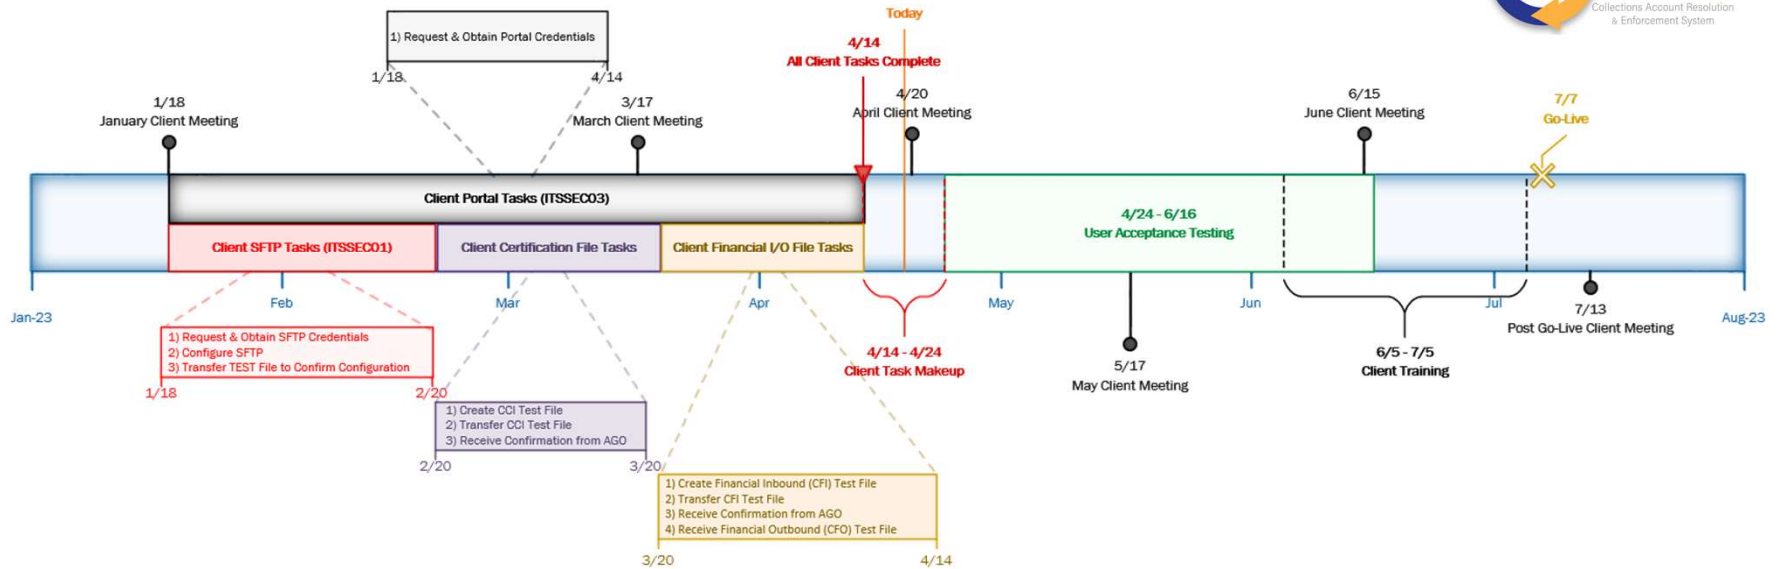 Collections Account Resolution
& Enforcement System
Today
1) Request & Obtain Portal Credentials
1/18
4/14
4/14
All Client Tasks Complete
1/18
January Client Meeting
3/17
March Client Meeting
4/20
April Client Meeting
6/15
June Client Meeting
7/7
Go-Live
Client Portal Tasks (ITSSEC03)
Client SFTP Tasks (ITSSEC01)
Client Certification File Tasks
Client Financial I/O File Tasks
4/24 - 6/16
User Acceptance Testing
Jan-23
Feb
Mar
Apr
May
Jun
Jul
Aug-23
1) Request & Obtain SFTP Credentials
2) Configure SFTP
3) Transfer TEST File to Confirm Configuration
1/18
2/20
4/14 - 4/24
Client Task Makeup
5/17
May Client Meeting
6/5 - 7/5
Client Training
7/13
Post Go-Live Client Meeting
1) Create CCI Test File
2) Transfer CCI Test File
3) Receive Confirmation from AGO
2/20
3/20
1) Create Financial Inbound (CFI) Test File
2) Transfer CFI Test File
3) Receive Confirmation from AGO
4) Receive Financial Outbound (CFO) Test File
3/20
4/14